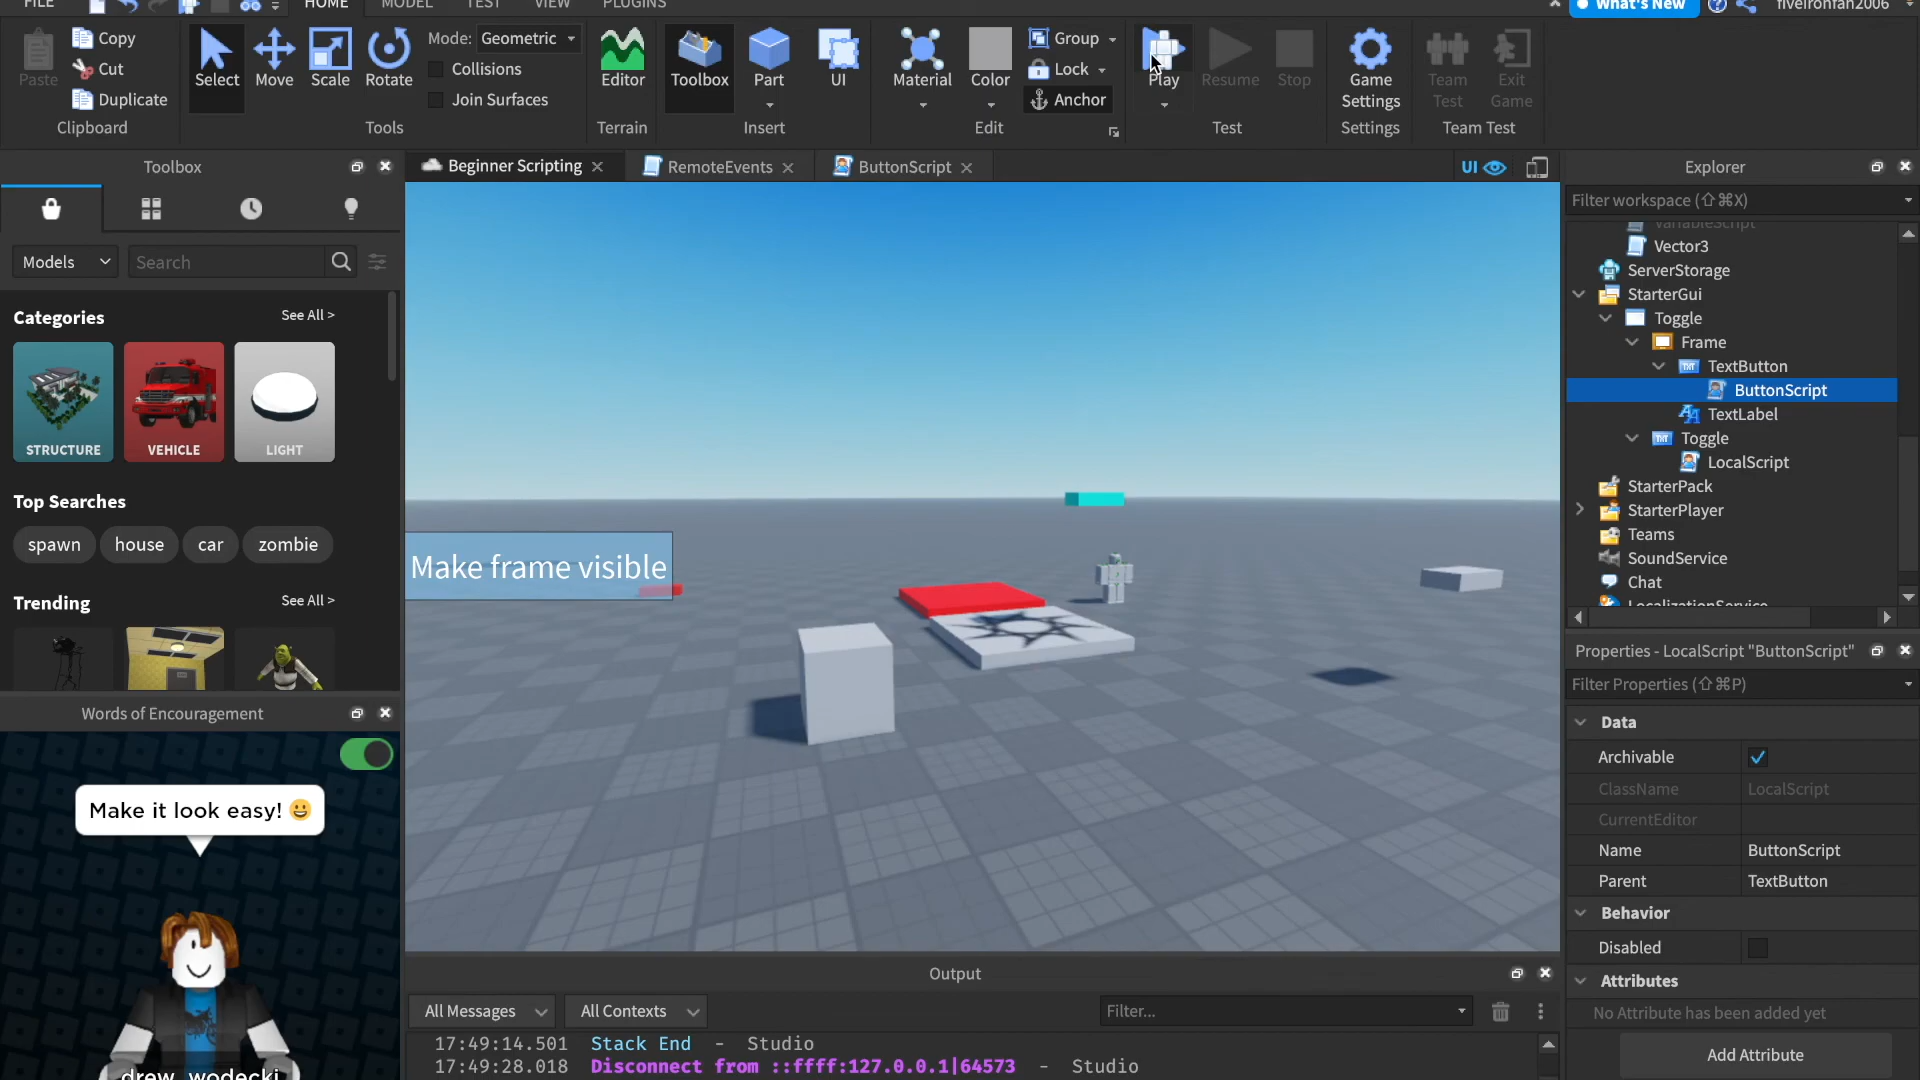 FILE
HOME
MODEL
TEST
VIEW
PLUGINS
What's New
fiveironfan2006
Paste
Copy
Cut
Duplicate
Clipboard
Select
Move
Scale
Rotate
Mode: Geometric
Collisions
Join Surfaces
Tools
Editor
Terrain
Toolbox
Part
UI
Insert
Material
Color
Group
Lock
Anchor
Edit
Play
Resume
Stop
Test
Game
Settings
Settings
Team
Test
Exit
Game
Team Test
Toolbox
Models
Search
Categories
See All >
STRUCTURE
VEHICLE
LIGHT
Top Searches
spawn
house
car
zombie
Trending
See All >
Words of Encouragement
Make it look easy! 😀
drew_wodecki
Beginner Scripting
RemoteEvents
ButtonScript
UI
Make frame visible
Output
All Messages
All Contexts
Filter...
17:49:14.501 Stack End - Studio
17:49:28.018 Disconnect from ::ffff:127.0.0.1|64573 - Studio
Explorer
Filter workspace (⇧⌘X)
VariableScript
Vector3
ServerStorage
StarterGui
Toggle
Frame
TextButton
ButtonScript
TextLabel
Toggle
LocalScript
StarterPack
StarterPlayer
Teams
SoundService
Chat
LocalizationService
Properties - LocalScript "ButtonScript"
Filter Properties (⇧⌘P)
Data
Archivable
ClassName LocalScript
CurrentEditor
Name ButtonScript
Parent TextButton
Behavior
Disabled
Attributes
No Attribute has been added yet
Add Attribute